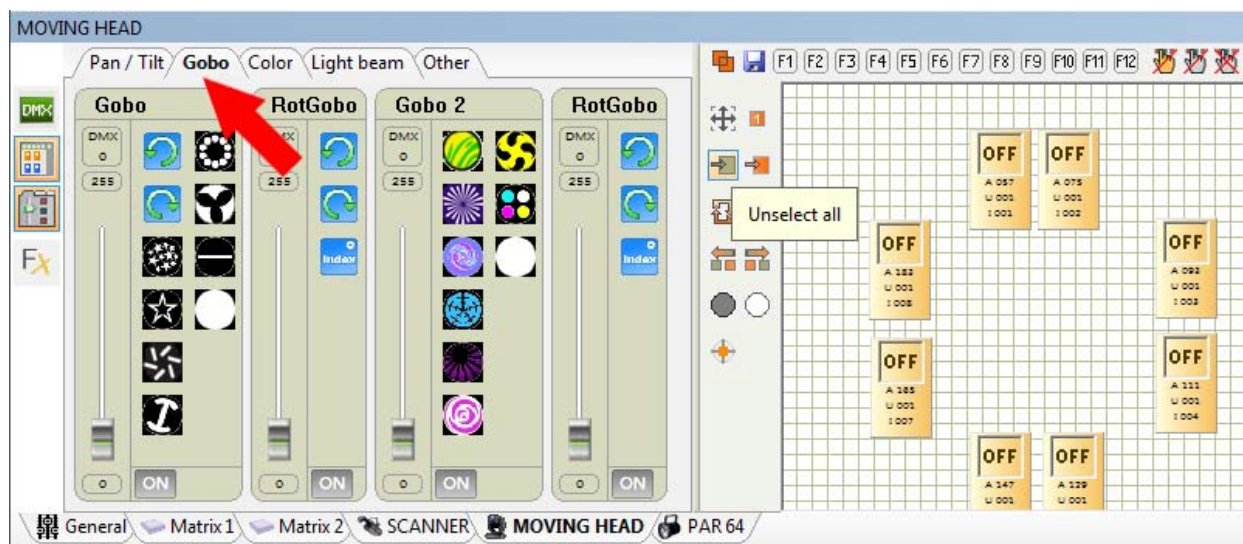 MOVING HEAD
Pan / Tilt Gobo Color Light beam Other
F1 F2 F3 F4 F5 F6 F7 F8 F9 F10 F11 F12
DMX
Gobo RotGobo Gobo 2 RotGobo
DMX DMX DMX
0 0 0
255 255 255 255
Index Index
Fx
1
Unselect all
OFF OFF
A 057 A 075
U 001 U 001
I 001 I 002
OFF OFF
A 093
U 001 U 001
I 003
OFF OFF
A 165 A 111
U 001 U 001
I 007 I 004
OFF OFF
A 147 A 129
U 001 U 001
0 ON 0 ON 0 ON 0 ON
General Matrix 1 Matrix 2 SCANNER MOVING HEAD PAR 64